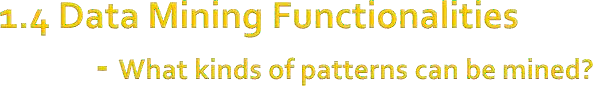 1.4 Data Mining Functionalities
- What kinds of patterns can be mined?